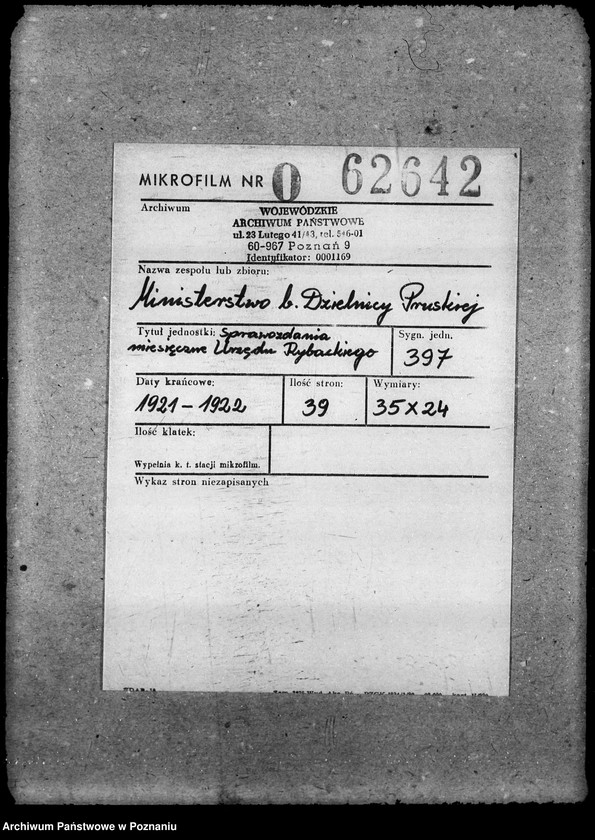 MIKROFILM NR O 62642
Archiwum
WOJEWÓDZKIE
ARCHIWUM PAŃSTWOWE
ul. 23 Lutego 41/43, tel. 546-01
60-967 Poznań 9
Identyfikator: 0001169
Nazwa zespołu lub zbioru:
Ministerstwo b. Dzielnicy Pruskiej
Tytuł jednostki: Sprawozdania
miesięczne Urzędu Rybackiego
Sygn. jedn.
397
Daty krańcowe:
1921-1922
Ilość stron:
39
Wymiary:
35x24
Ilość klatek:
Wypełnia k. t. stacji mikrofilm.
Wykaz stron niezapisanych
Archiwum Państwowe w Poznaniu